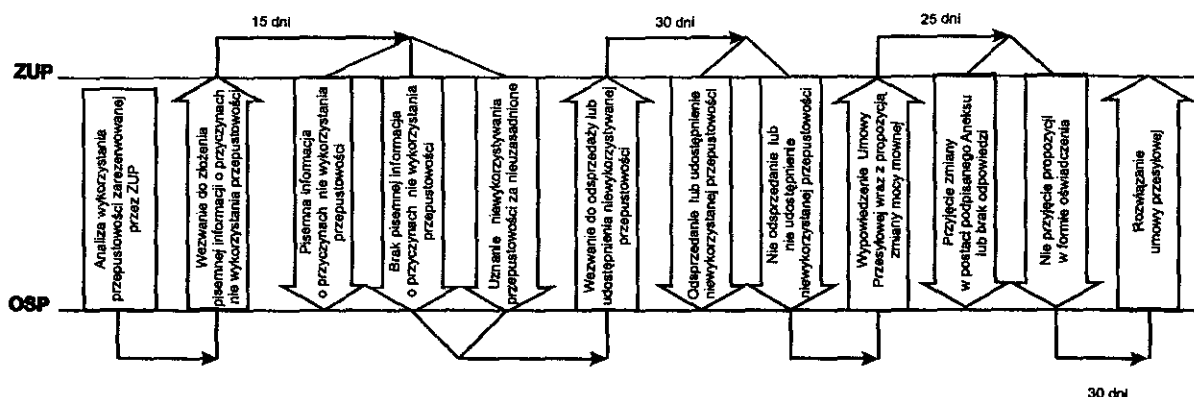 15 dni
30 dni
25 dni
ZUP
OSP
Analiza wykorzystania
przepustowości zarezerwowanej
przez ZUP
Wezwanie do złożenia
pisemnej informacji o przyczynach
nie wykorzystania przepustowości
Pisemna informacja
o przyczynach nie wykorzystania
przepustowości
Brak pisemnej informacja
o przyczynach nie wykorzystania
przepustowości
Uznanie niewykorzystywania
przepustowości za nieuzasadnione
Wezwanie do odsprzedaży lub
udostępnienia niewykorzystywanej
przepustowości
Odsprzedanie lub udostępnienie
niewykorzystanej przepustowości
Nie odsprzedanie lub
nie udostępnienie
niewykorzystanej przepustowości
Wypowiedzenie Umowy
Przesyłowej wraz z propozycją
zmiany mocy mownej
Przyjęcie zmiany
w postaci podpisanego Aneksu
lub brak odpowiedzi
Nie przyjęcie propozycji
w formie oświadczenia
Rozwiązanie
umowy przesyłowej
30 dni